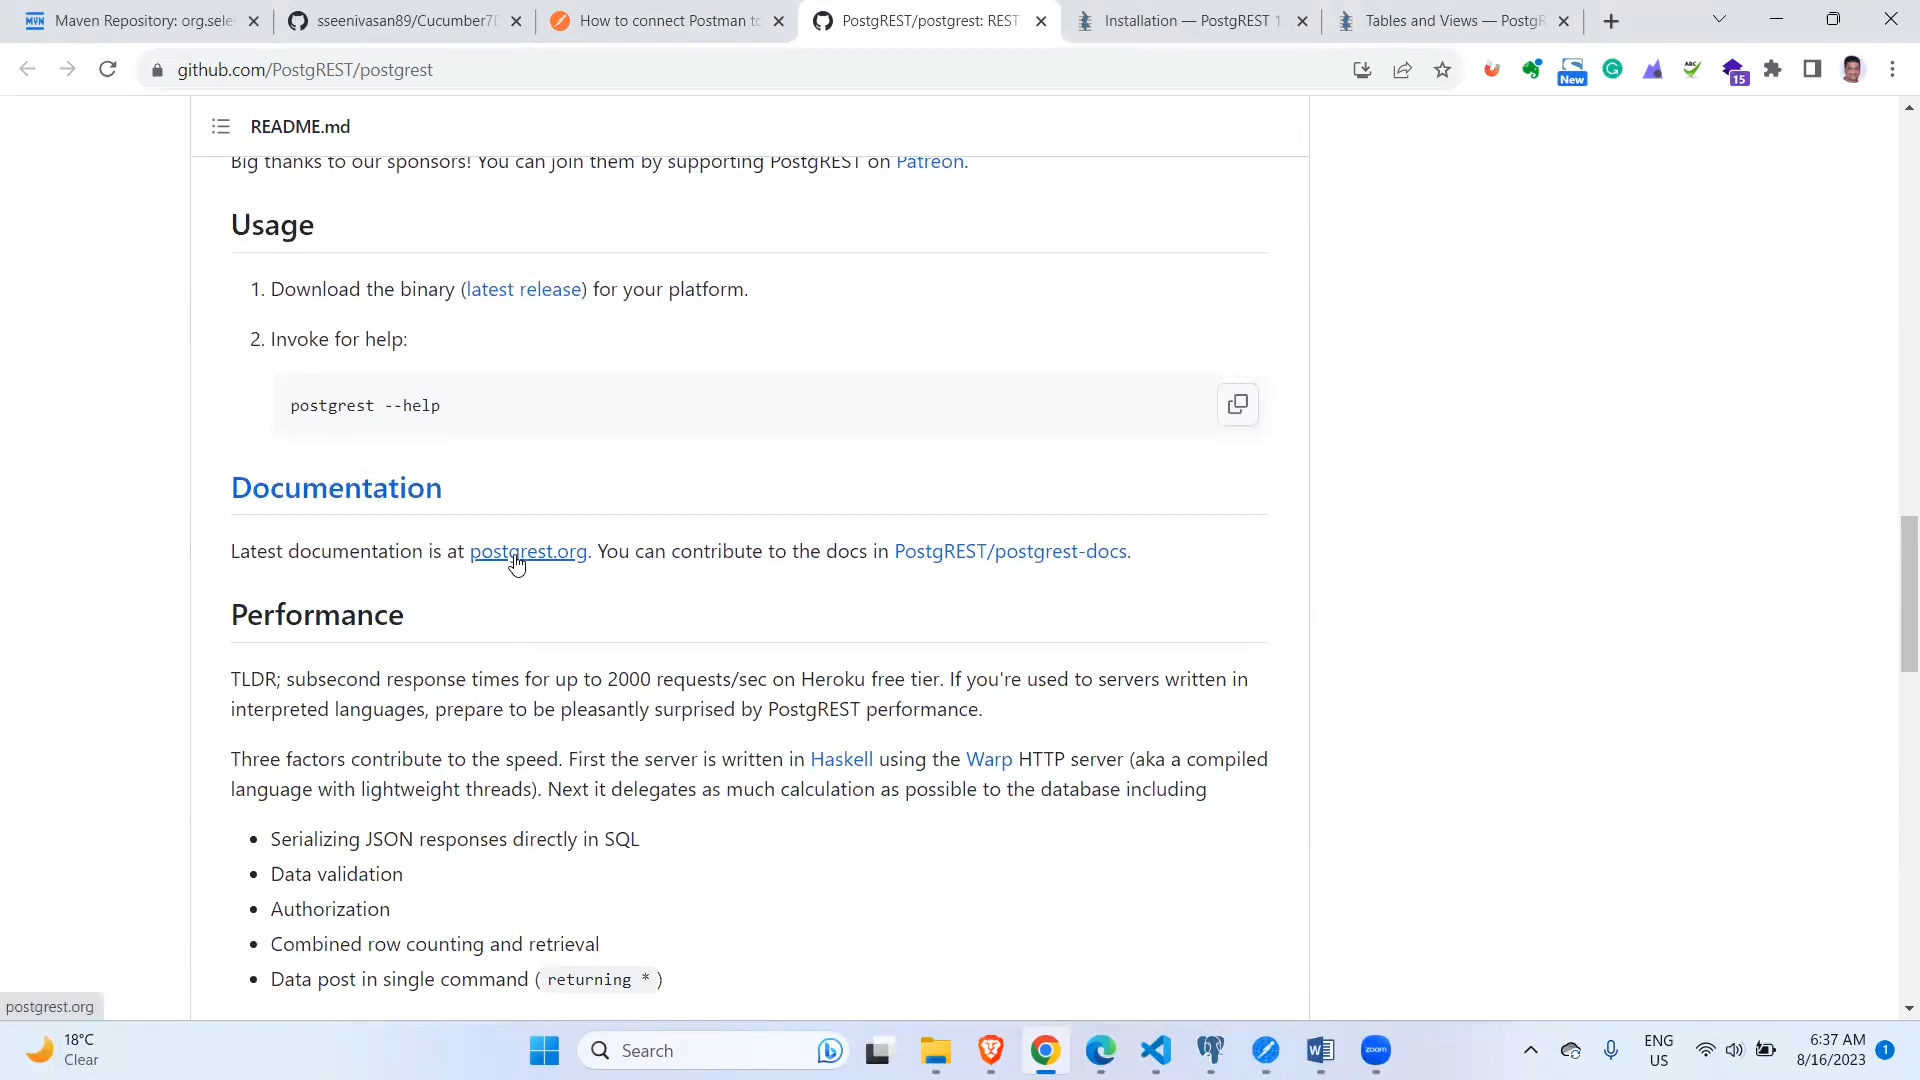 Maven Repository: org.sele
sseenivasan89/Cucumber7
How to connect Postman to
PostgREST/postgrest: REST
Installation — PostgREST 1
Tables and Views — PostgR
github.com/PostgREST/postgrest
New
15
README.md
Big thanks to our sponsors! You can join them by supporting PostgREST on Patreon.
Usage
1. Download the binary (latest release) for your platform.
2. Invoke for help:
postgrest --help
Documentation
Latest documentation is at postgrest.org. You can contribute to the docs in PostgREST/postgrest-docs.
Performance
TLDR; subsecond response times for up to 2000 requests/sec on Heroku free tier. If you're used to servers written in
interpreted languages, prepare to be pleasantly surprised by PostgREST performance.
Three factors contribute to the speed. First the server is written in Haskell using the Warp HTTP server (aka a compiled
language with lightweight threads). Next it delegates as much calculation as possible to the database including
• Serializing JSON responses directly in SQL
• Data validation
• Authorization
• Combined row counting and retrieval
• Data post in single command ( returning * )
postgrest.org
18°C
Clear
Search
zoom
ENG
US
6:37 AM
8/16/2023
1